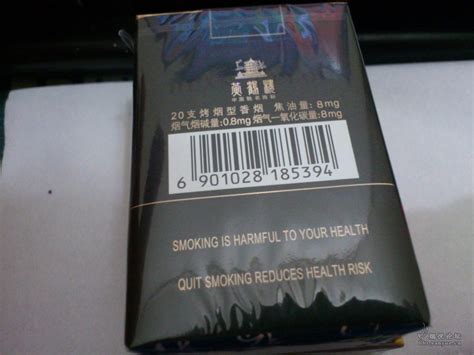 黄鹤楼
20支烤烟型香烟 焦油量:8mg
烟气烟碱量:0.8mg 烟气一氧化碳量:8mg
6 901028 185394
SMOKING IS HARMFUL TO YOUR HEALTH
QUIT SMOKING REDUCES HEALTH RISK